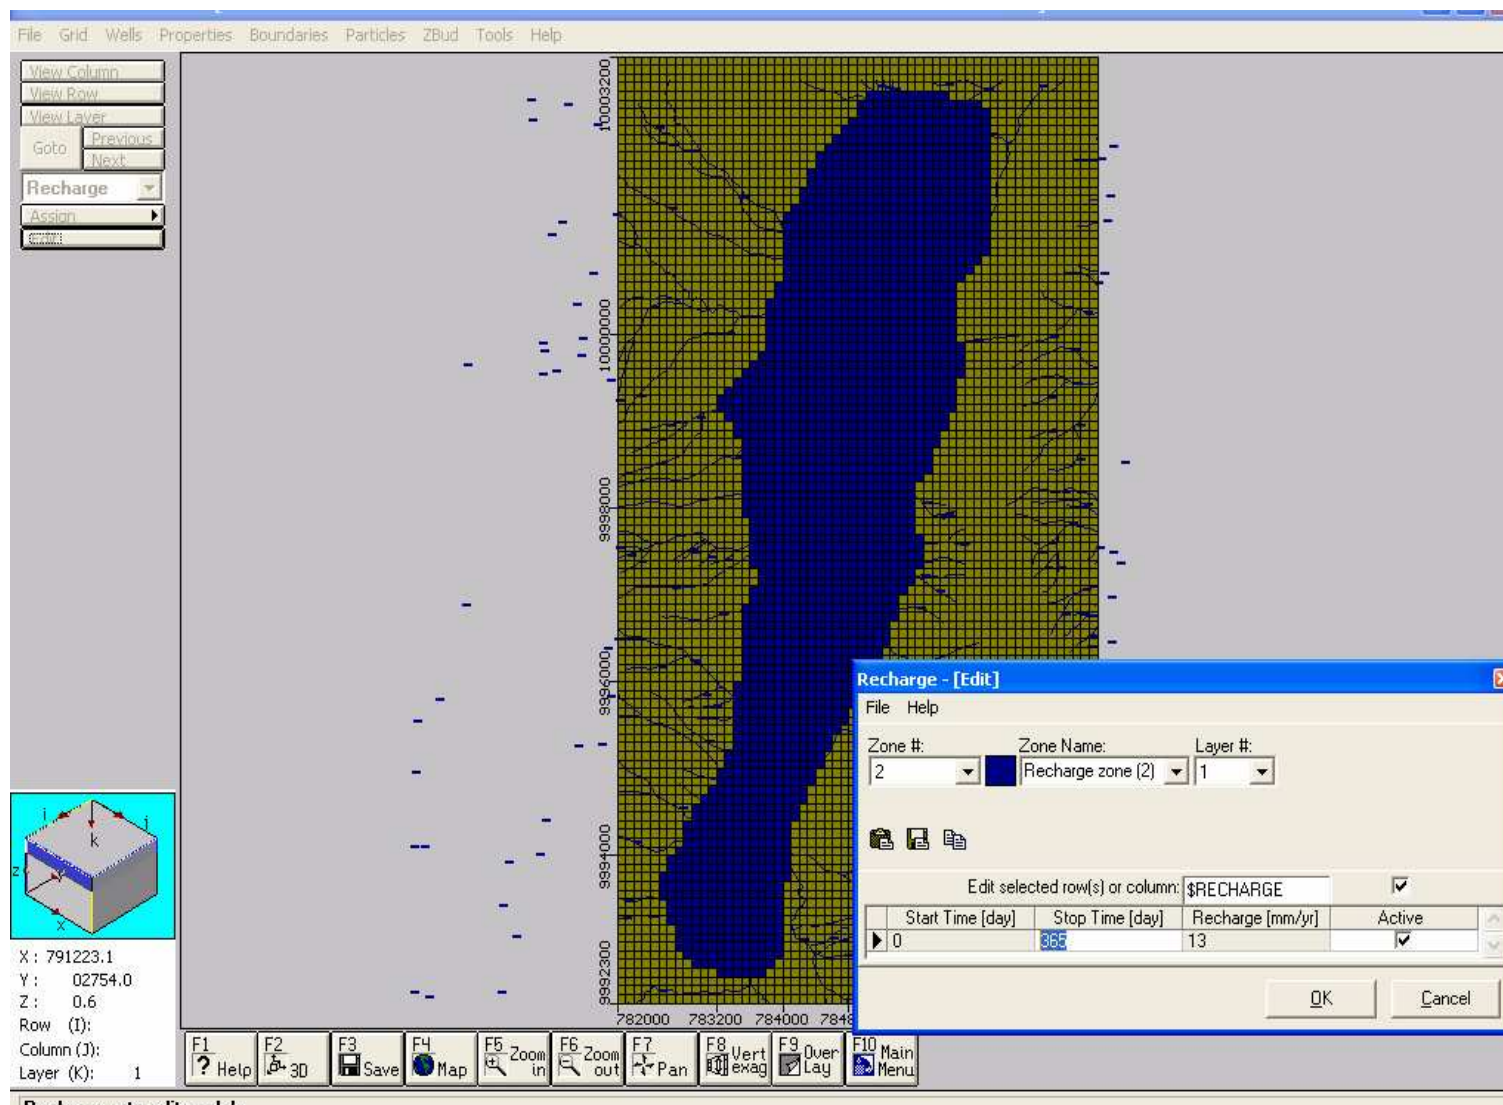 File Grid Wells Properties Boundaries Particles ZBud Tools Help
View Column
View Row
View Layer
Goto
Previous
Next
Recharge
Assign
Edit
10003200
10000000
9998000
9996000
9994000
9992300
782000 783200 784000 7848
Recharge - [Edit]
File Help
Zone #: Zone Name: Layer #:
2 Recharge zone (2) 1
Edit selected row(s) or column: $RECHARGE
Start Time [day] Stop Time [day] Recharge [mm/yr] Active
0 365 13
OK Cancel
i j
k
z y
x
X : 791223.1
Y : 02754.0
Z : 0.6
Row (I):
Column (J):
Layer (K): 1
F1 ? Help
F2 3D
F3 Save
F4 Map
F5 Zoom in
F6 Zoom out
F7 Pan
F8 Vert exag
F9 Over Lay
F10 Main Menu